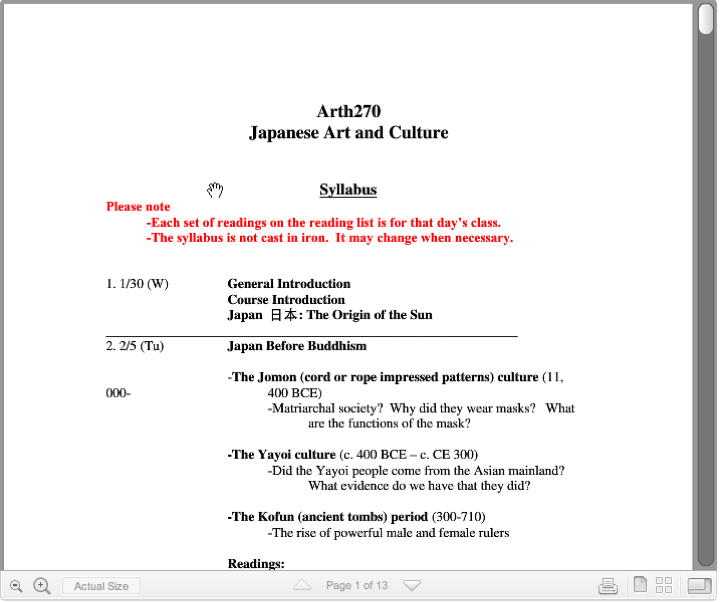 Arth270
Japanese Art and Culture
Syllabus
Please note
-Each set of readings on the reading list is for that day's class.
-The syllabus is not cast in iron.  It may change when necessary.
1. 1/30 (W) General Introduction
Course Introduction
Japan 日本: The Origin of the Sun
2. 2/5 (Tu) Japan Before Buddhism
-The Jomon (cord or rope impressed patterns) culture (11,
000- 400 BCE)
-Matriarchal society?  Why did they wear masks?  What
are the functions of the mask?
-The Yayoi culture (c. 400 BCE – c. CE 300)
-Did the Yayoi people come from the Asian mainland?
What evidence do we have that they did?
-The Kofun (ancient tombs) period (300-710)
-The rise of powerful male and female rulers
Readings:
Actual Size Page 1 of 13